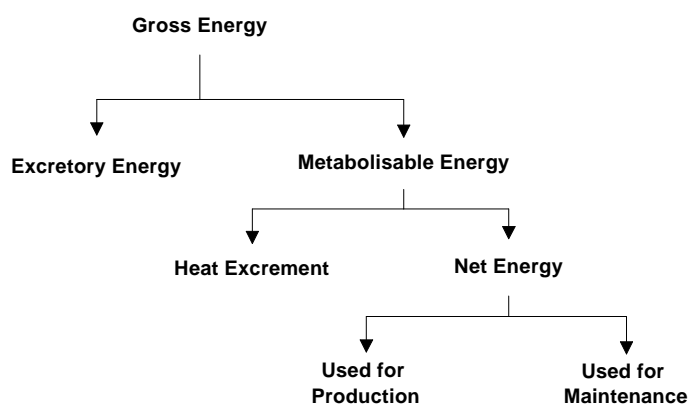 Gross Energy
Excretory Energy
Metabolisable Energy
Heat Excrement
Net Energy
Used for
Production
Used for
Maintenance